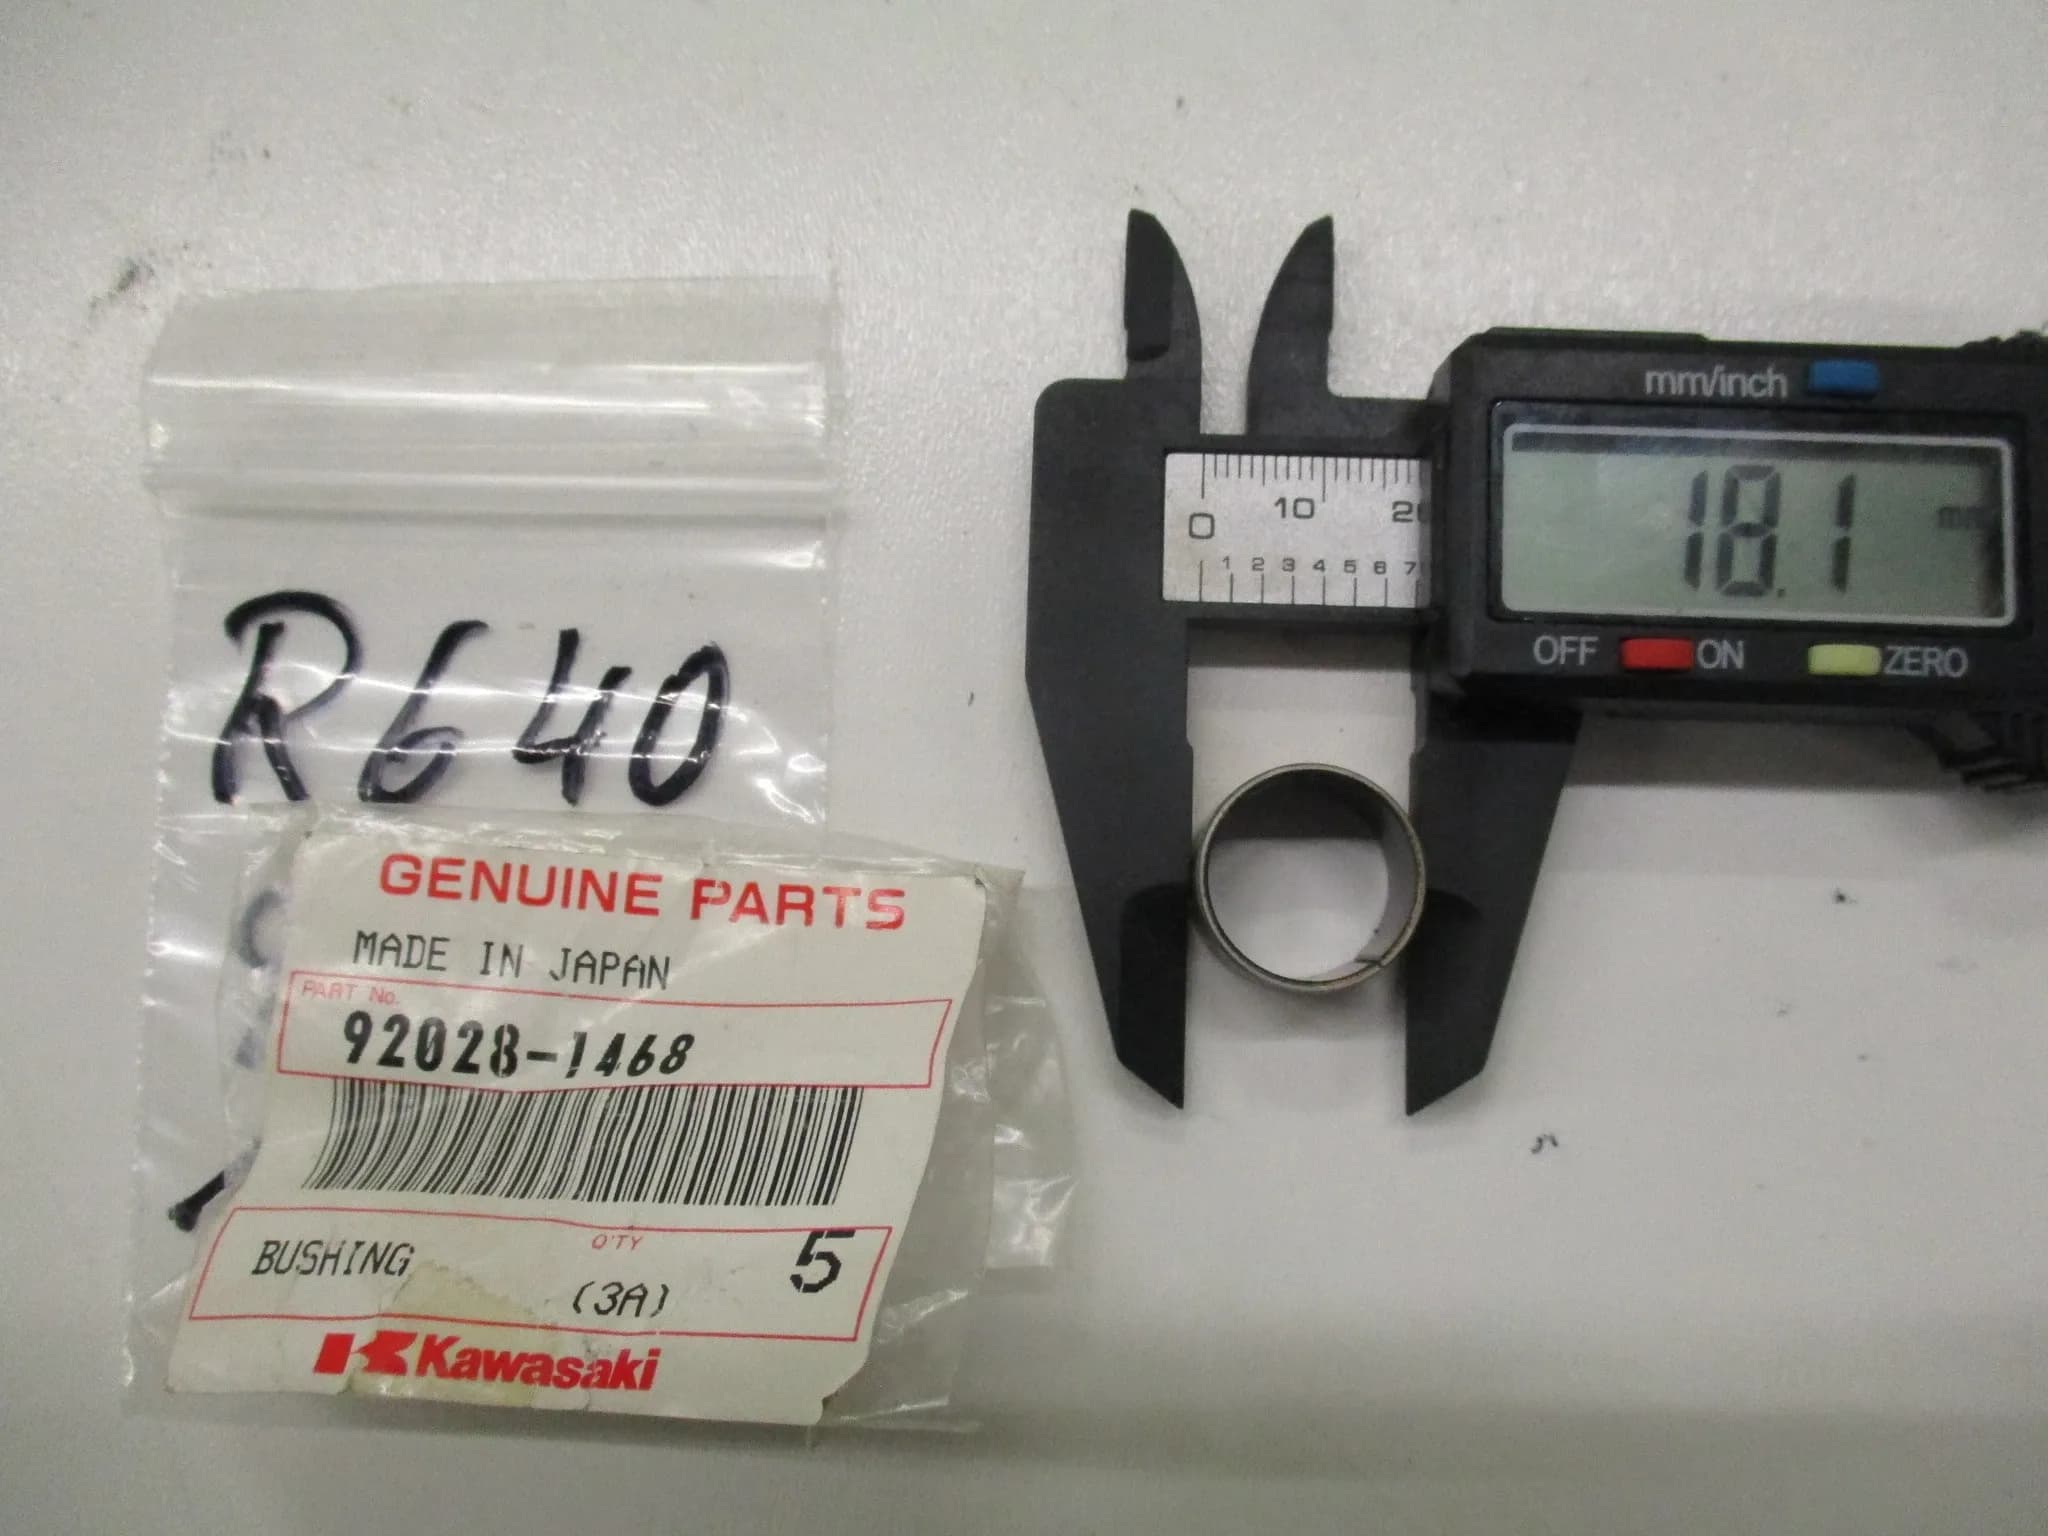 R640
GENUINE PARTS
MADE IN JAPAN
PART No.
92028-1468
BUSHING
Q'TY
(3A)
5
Kawasaki
mm/inch
18.1 mm
OFF ON ZERO
0 10 20
1 2 3 4 5 6 7